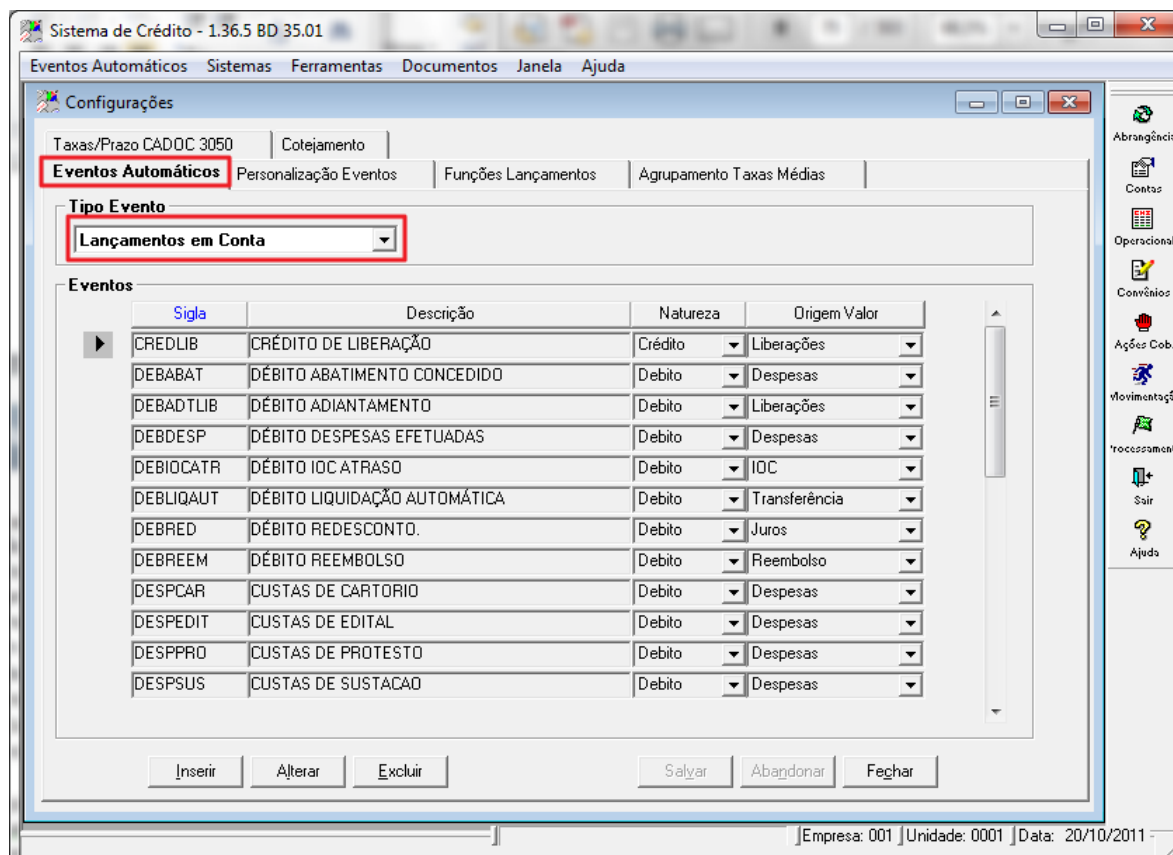 Sistema de Crédito - 1.36.5 BD 35.01
Eventos Automáticos Sistemas Ferramentas Documentos Janela Ajuda
Configurações
Taxas/Prazo CADOC 3050 Cotejamento
Eventos Automáticos Personalização Eventos Funções Lançamentos Agrupamento Taxas Médias
Tipo Evento
Lançamentos em Conta
Eventos
Sigla Descrição Natureza Origem Valor
CREDLIB CRÉDITO DE LIBERAÇÃO Crédito Liberações
DEBABAT DÉBITO ABATIMENTO CONCEDIDO Debito Despesas
DEBADTLIB DÉBITO ADIANTAMENTO Debito Liberações
DEBDESP DÉBITO DESPESAS EFETUADAS Debito Despesas
DEBIOCATR DÉBITO IOC ATRASO Debito IOC
DEBLIQAUT DÉBITO LIQUIDAÇÃO AUTOMÁTICA Debito Transferência
DEBRED DÉBITO REDESCONTO. Debito Juros
DEBREEM DÉBITO REEMBOLSO Debito Reembolso
DESPCAR CUSTAS DE CARTORIO Debito Despesas
DESPEDIT CUSTAS DE EDITAL Debito Despesas
DESPPRO CUSTAS DE PROTESTO Debito Despesas
DESPSUS CUSTAS DE SUSTACAO Debito Despesas
Inserir Alterar Excluir Salvar Abandonar Fechar
Abrangência
Contas
Operacional
Convênios
Ações Cob.
Movimentaçã
rocessament
Sair
Ajuda
Empresa: 001 Unidade: 0001 Data: 20/10/2011